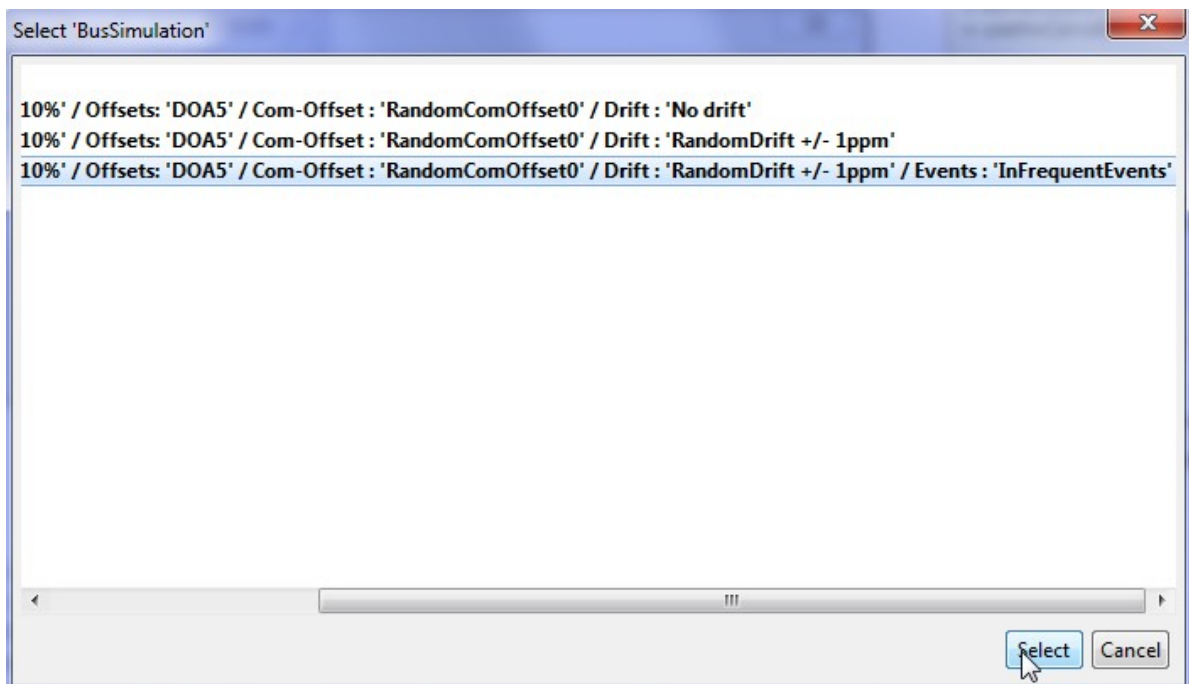 Select 'BusSimulation'
10%' / Offsets: 'DOA5' / Com-Offset : 'RandomComOffset0' / Drift : 'No drift'
10%' / Offsets: 'DOA5' / Com-Offset : 'RandomComOffset0' / Drift : 'RandomDrift +/- 1ppm'
10%' / Offsets: 'DOA5' / Com-Offset : 'RandomComOffset0' / Drift : 'RandomDrift +/- 1ppm' / Events : 'InFrequentEvents'
Select Cancel